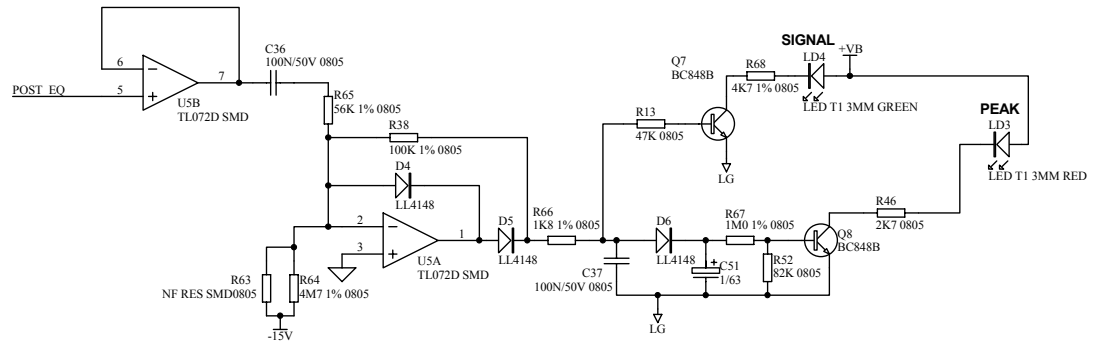 POST_EQ
6
5
7
U5B
TL072D SMD
C36
100N/50V 0805
R65
56K 1% 0805
R38
100K 1% 0805
D4
LL4148
2
3
1
U5A
TL072D SMD
R63
NF RES SMD0805
R64
4M7 1% 0805
-15V
D5
LL4148
R66
1K8 1% 0805
R13
47K 0805
Q7
BC848B
LG
R68
4K7 1% 0805
SIGNAL
LD4
LED T1 3MM GREEN
+VB
PEAK
LD3
LED T1 3MM RED
R46
2K7 0805
Q8
BC848B
D6
LL4148
R67
1M0 1% 0805
C37
100N/50V 0805
C51
1/63
R52
82K 0805
LG